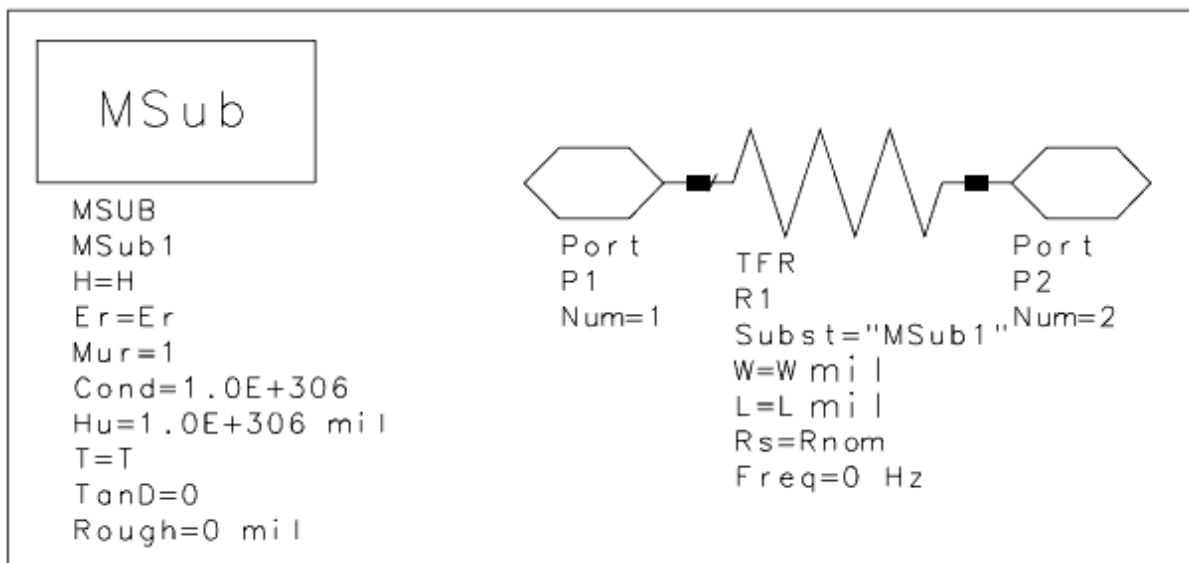 MSub
MSUB
MSub1
H=H
Er=Er
Mur=1
Cond=1.0E+306
Hu=1.0E+306 mil
T=T
TanD=0
Rough=0 mil
Port
P1
Num=1
TFR
R1
Subst="MSub1"
W=W mil
L=L mil
Rs=Rnom
Freq=0 Hz
Port
P2
Num=2